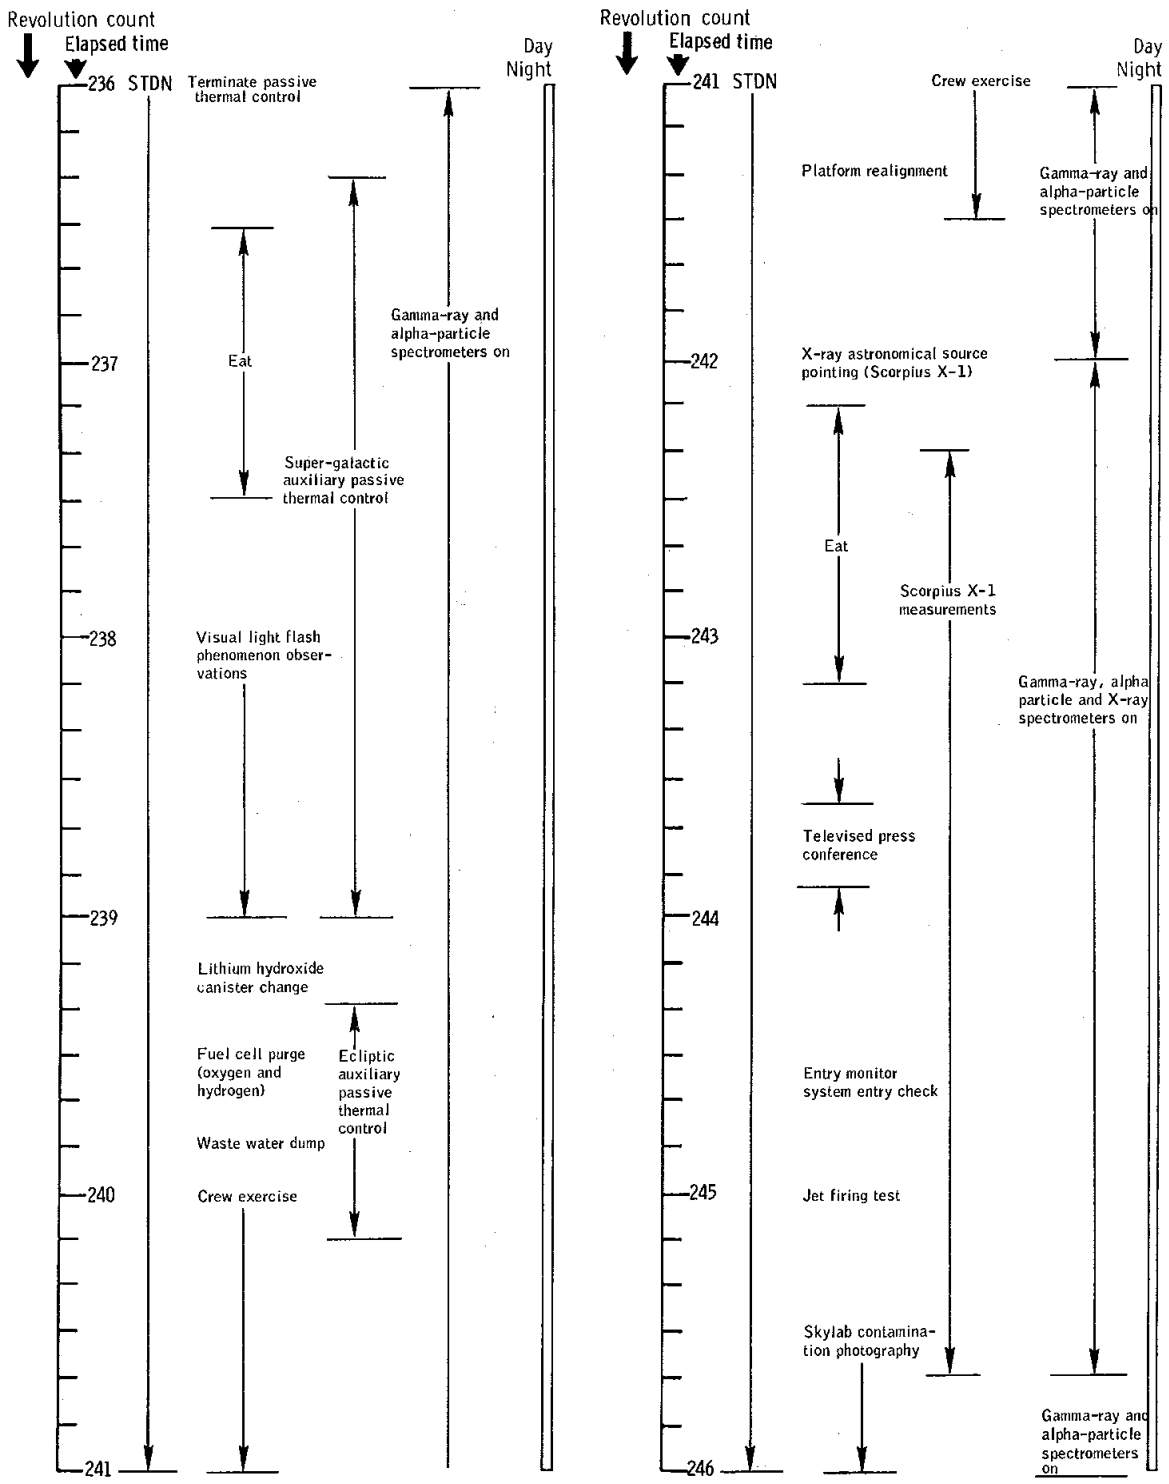 Revolution count
Elapsed time
Day
Night
236 STDN
Terminate passive
thermal control
Gamma-ray and
alpha-particle
spectrometers on
Eat
237
Super-galactic
auxiliary passive
thermal control
238
Visual light flash
phenomenon obser-
vations
239
Lithium hydroxide
canister change
Fuel cell purge
(oxygen and
hydrogen)
Ecliptic
auxiliary
passive
thermal
control
Waste water dump
240
Crew exercise
241
Revolution count
Elapsed time
Day
Night
241 STDN
Crew exercise
Platform realignment
Gamma-ray and
alpha-particle
spectrometers on
242
X-ray astronomical source
pointing (Scorpius X-1)
Eat
Scorpius X-1
measurements
243
Gamma-ray, alpha
particle and X-ray
spectrometers on
Televised press
conference
244
Entry monitor
system entry check
245
Jet firing test
Skylab contamina-
tion photography
Gamma-ray and
alpha-particle
spectrometers
on
246